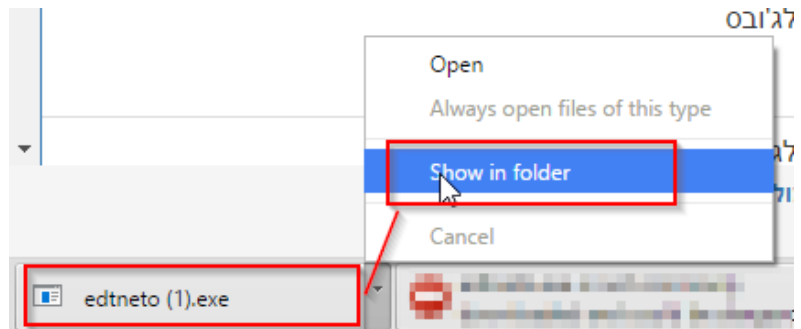 לג'ובס
Open
Always open files of this type
Show in folder
Cancel
edtneto (1).exe